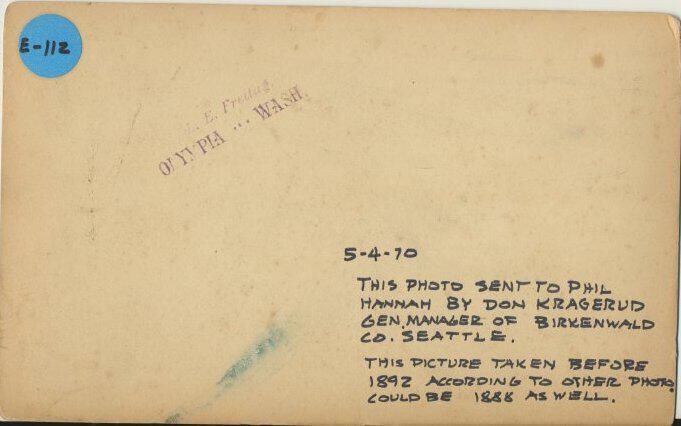 E-112
E. Freitag
OLYMPIA ... WASH.
5-4-70
THIS PHOTO SENT TO PHIL
HANNAH BY DON KRAGERUD
GEN. MANAGER OF BIRKENWALD
CO. SEATTLE.
THIS PICTURE TAKEN BEFORE
1892 ACCORDING TO OTHER PHOTO.
COULD BE 1888 AS WELL.